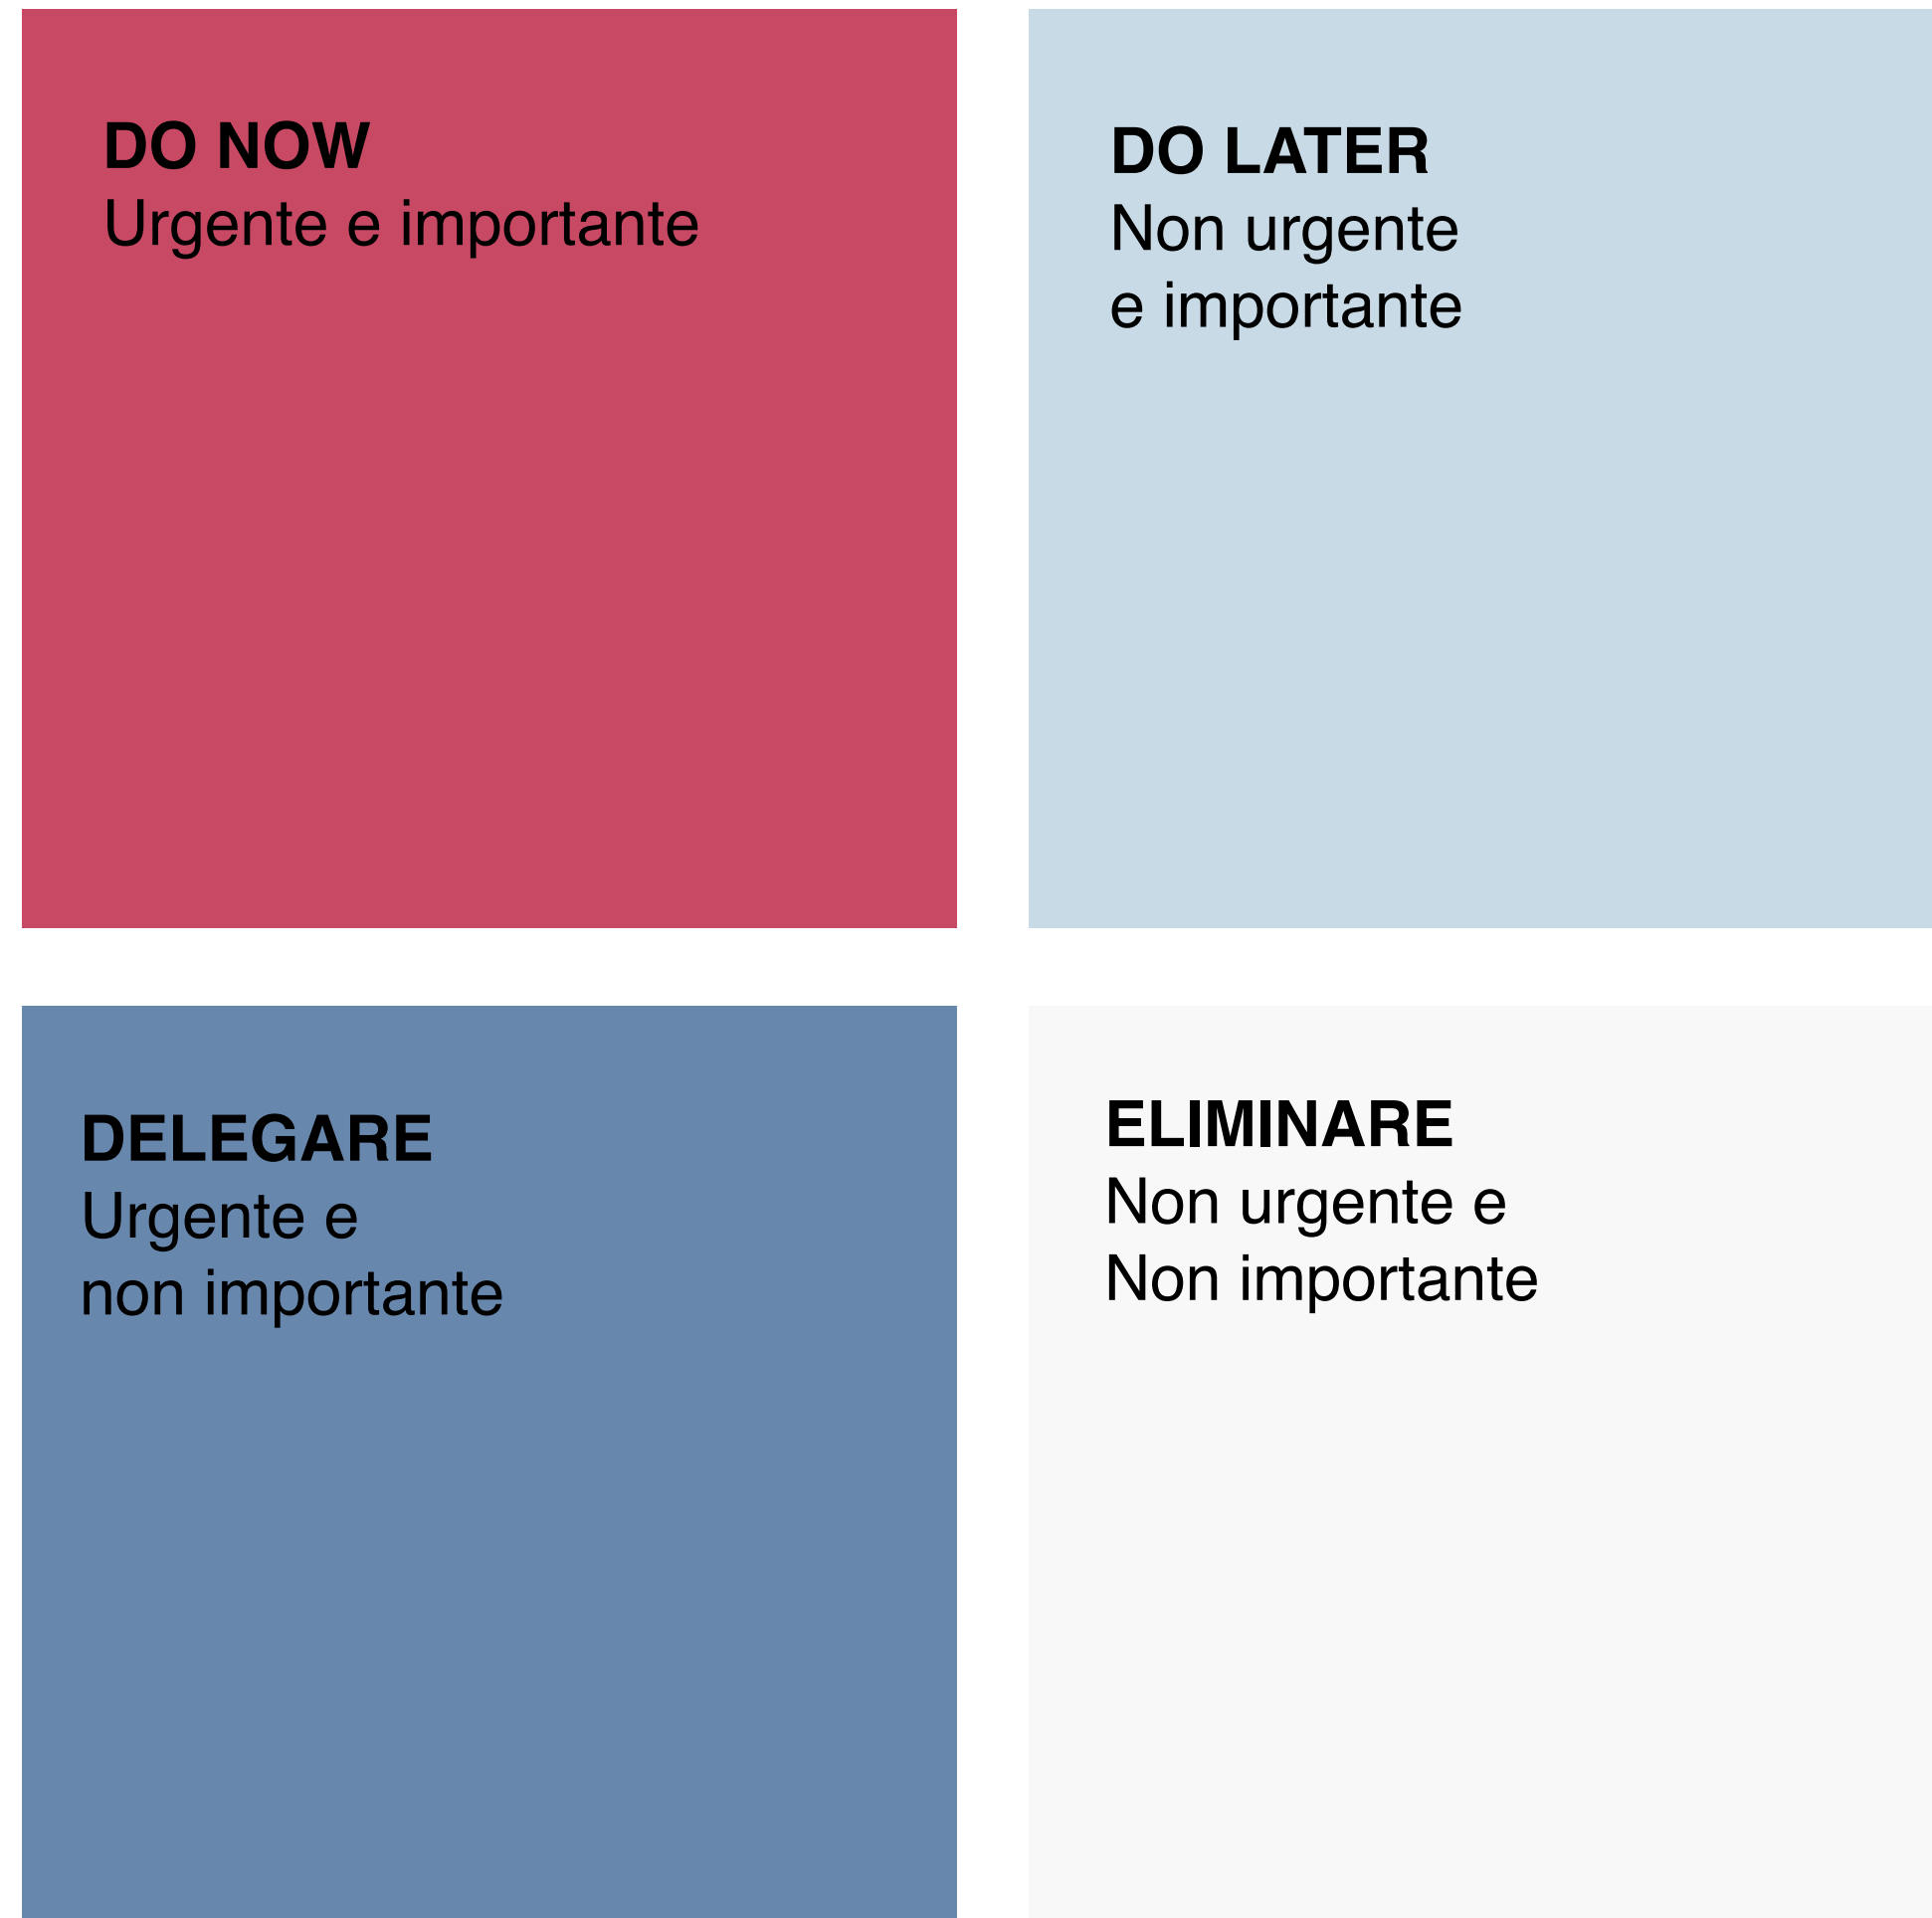 DO NOW
Urgente e importante
DO LATER
Non urgente
e importante
DELEGARE
Urgente e
non importante
ELIMINARE
Non urgente e
Non importante